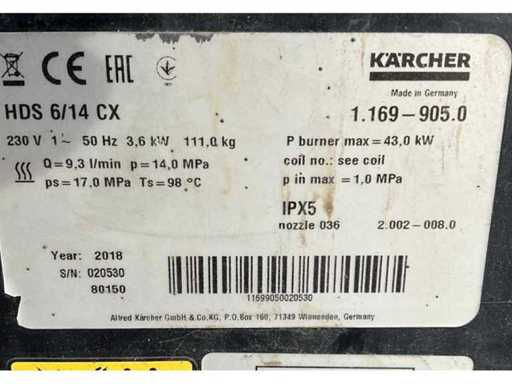 CE EAC
KÄRCHER
Made in Germany
HDS 6/14 CX
1.169-905.0
230 V 1~ 50 Hz 3,6 kW 111,0 kg
P burner max = 43,0 kW
Q = 9,3 l/min p = 14,0 MPa
coil no.: see coil
ps = 17,0 MPa Ts = 98 °C
p in max = 1,0 MPa
IPX5
nozzle 036 2.002-008.0
Year: 2018
S/N: 020530
80150
11699050020530
Alfred Kärcher GmbH & Co.KG, P.O.Box 160, 71349 Winnenden, Germany